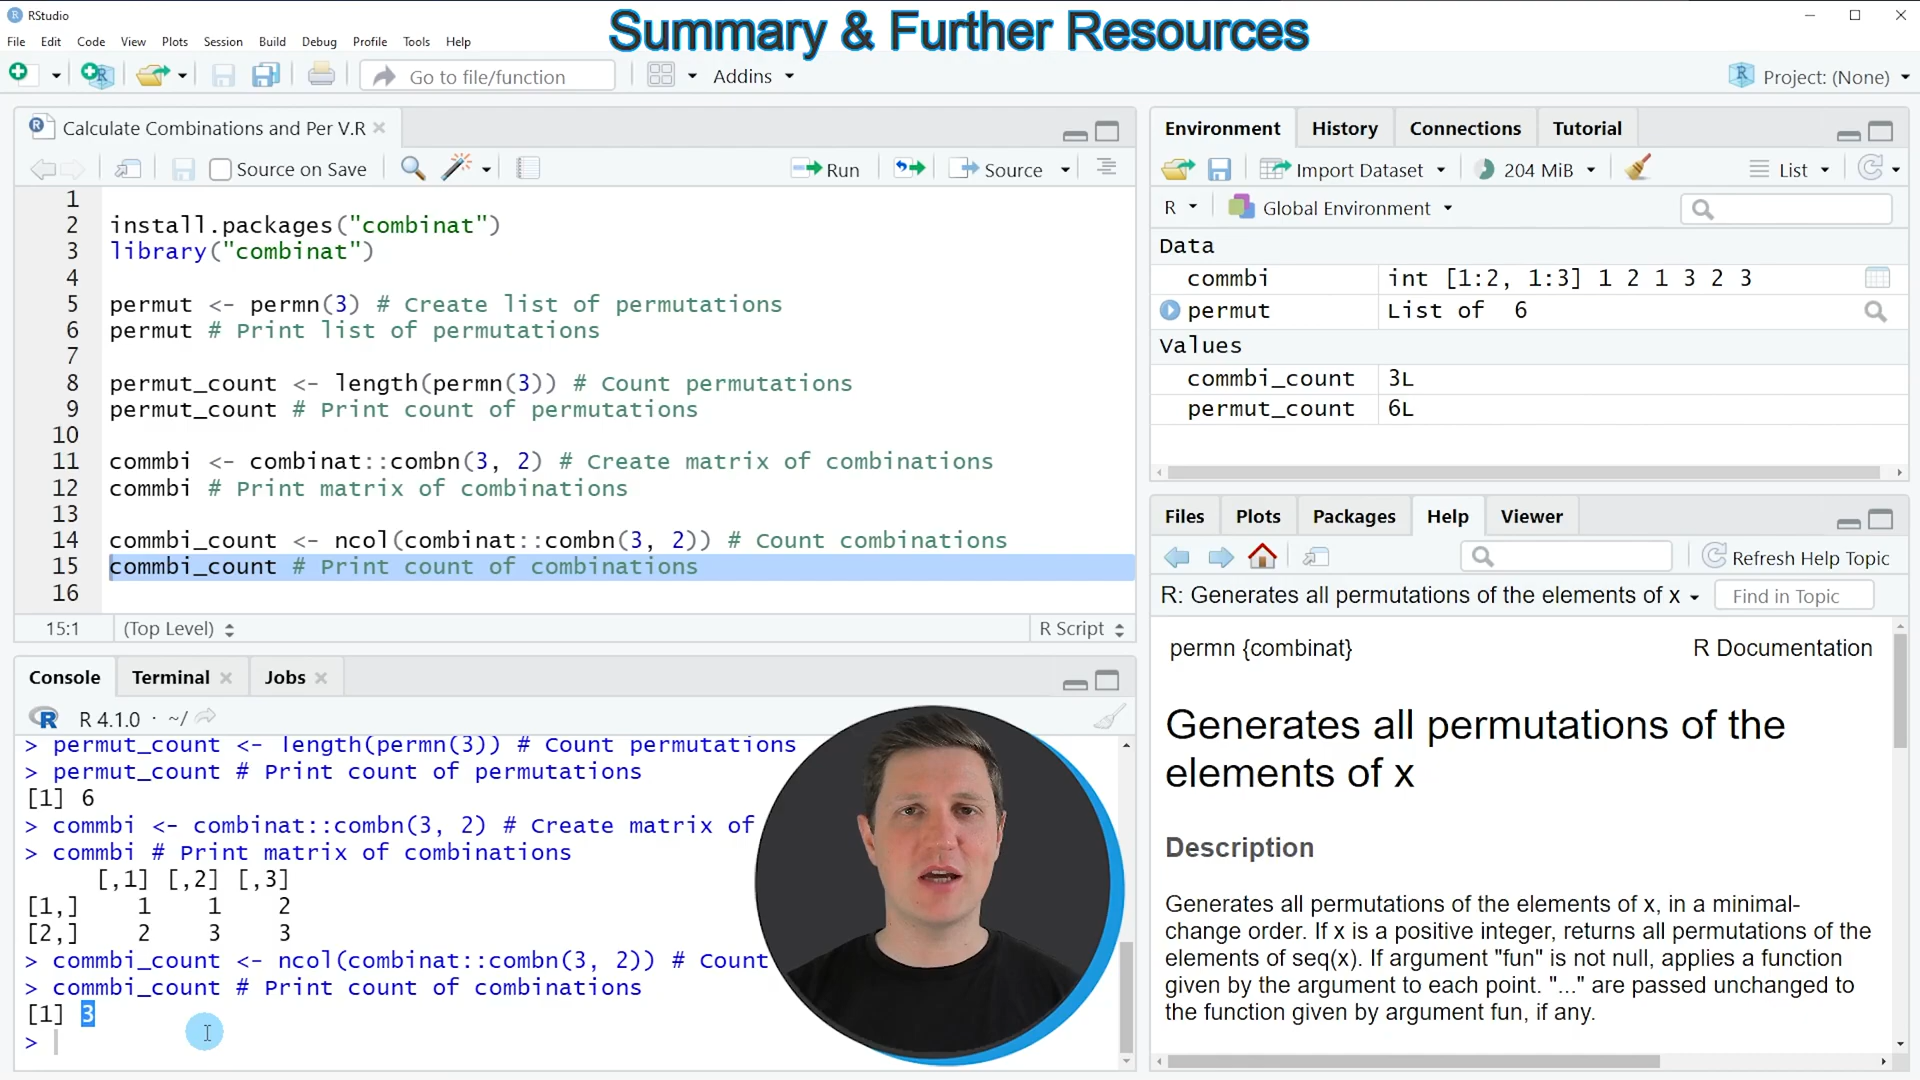 RStudio
Summary & Further Resources
File Edit Code View Plots Session Build Debug Profile Tools Help
Go to file/function
Addins
Project: (None)
Calculate Combinations and Per V.R
Source on Save
Run
Source
1
2 install.packages("combinat")
3 library("combinat")
4
5 permut <- permn(3) # Create list of permutations
6 permut # Print list of permutations
7
8 permut_count <- length(permn(3)) # Count permutations
9 permut_count # Print count of permutations
10
11 commbi <- combinat::combn(3, 2) # Create matrix of combinations
12 commbi # Print matrix of combinations
13
14 commbi_count <- ncol(combinat::combn(3, 2)) # Count combinations
15 commbi_count # Print count of combinations
16
15:1 (Top Level) R Script
Console Terminal Jobs
R 4.1.0 · ~/
> permut_count <- length(permn(3)) # Count permutations
> permut_count # Print count of permutations
[1] 6
> commbi <- combinat::combn(3, 2) # Create matrix of
> commbi # Print matrix of combinations
[,1] [,2] [,3]
[1,] 1 1 2
[2,] 2 3 3
> commbi_count <- ncol(combinat::combn(3, 2)) # Count
> commbi_count # Print count of combinations
[1] 3
>
Environment History Connections Tutorial
Import Dataset 204 MiB List
R Global Environment
Data
commbi int [1:2, 1:3] 1 2 1 3 2 3
permut List of 6
Values
commbi_count 3L
permut_count 6L
Files Plots Packages Help Viewer
Refresh Help Topic
R: Generates all permutations of the elements of x Find in Topic
permn {combinat} R Documentation
Generates all permutations of the
elements of x
Description
Generates all permutations of the elements of x, in a minimal-
change order. If x is a positive integer, returns all permutations of the
elements of seq(x). If argument "fun" is not null, applies a function
given by the argument to each point. "..." are passed unchanged to
the function given by argument fun, if any.